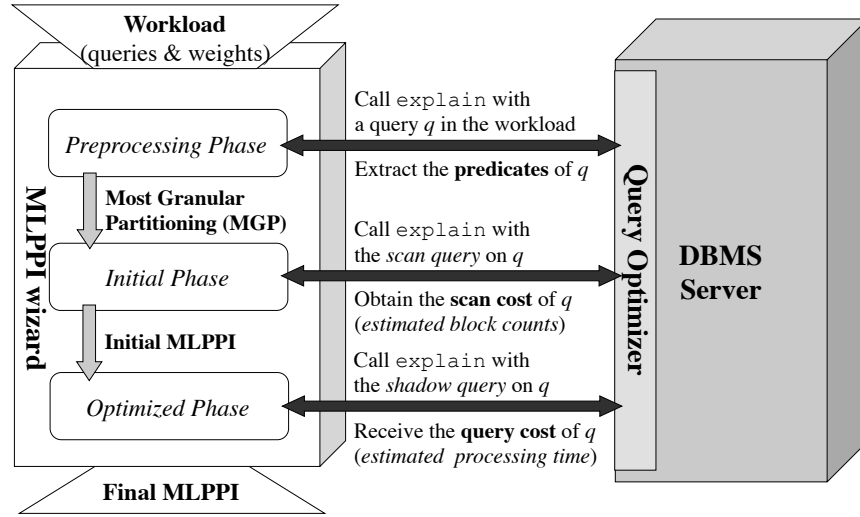 Workload
(queries & weights)
MLPPI wizard
Preprocessing Phase
Most Granular
Partitioning (MGP)
Initial Phase
Initial MLPPI
Optimized Phase
Final MLPPI
Call explain with
a query q in the workload
Extract the predicates of q
Call explain with
the scan query on q
Obtain the scan cost of q
(estimated block counts)
Call explain with
the shadow query on q
Receive the query cost of q
(estimated processing time)
Query Optimizer
DBMS
Server